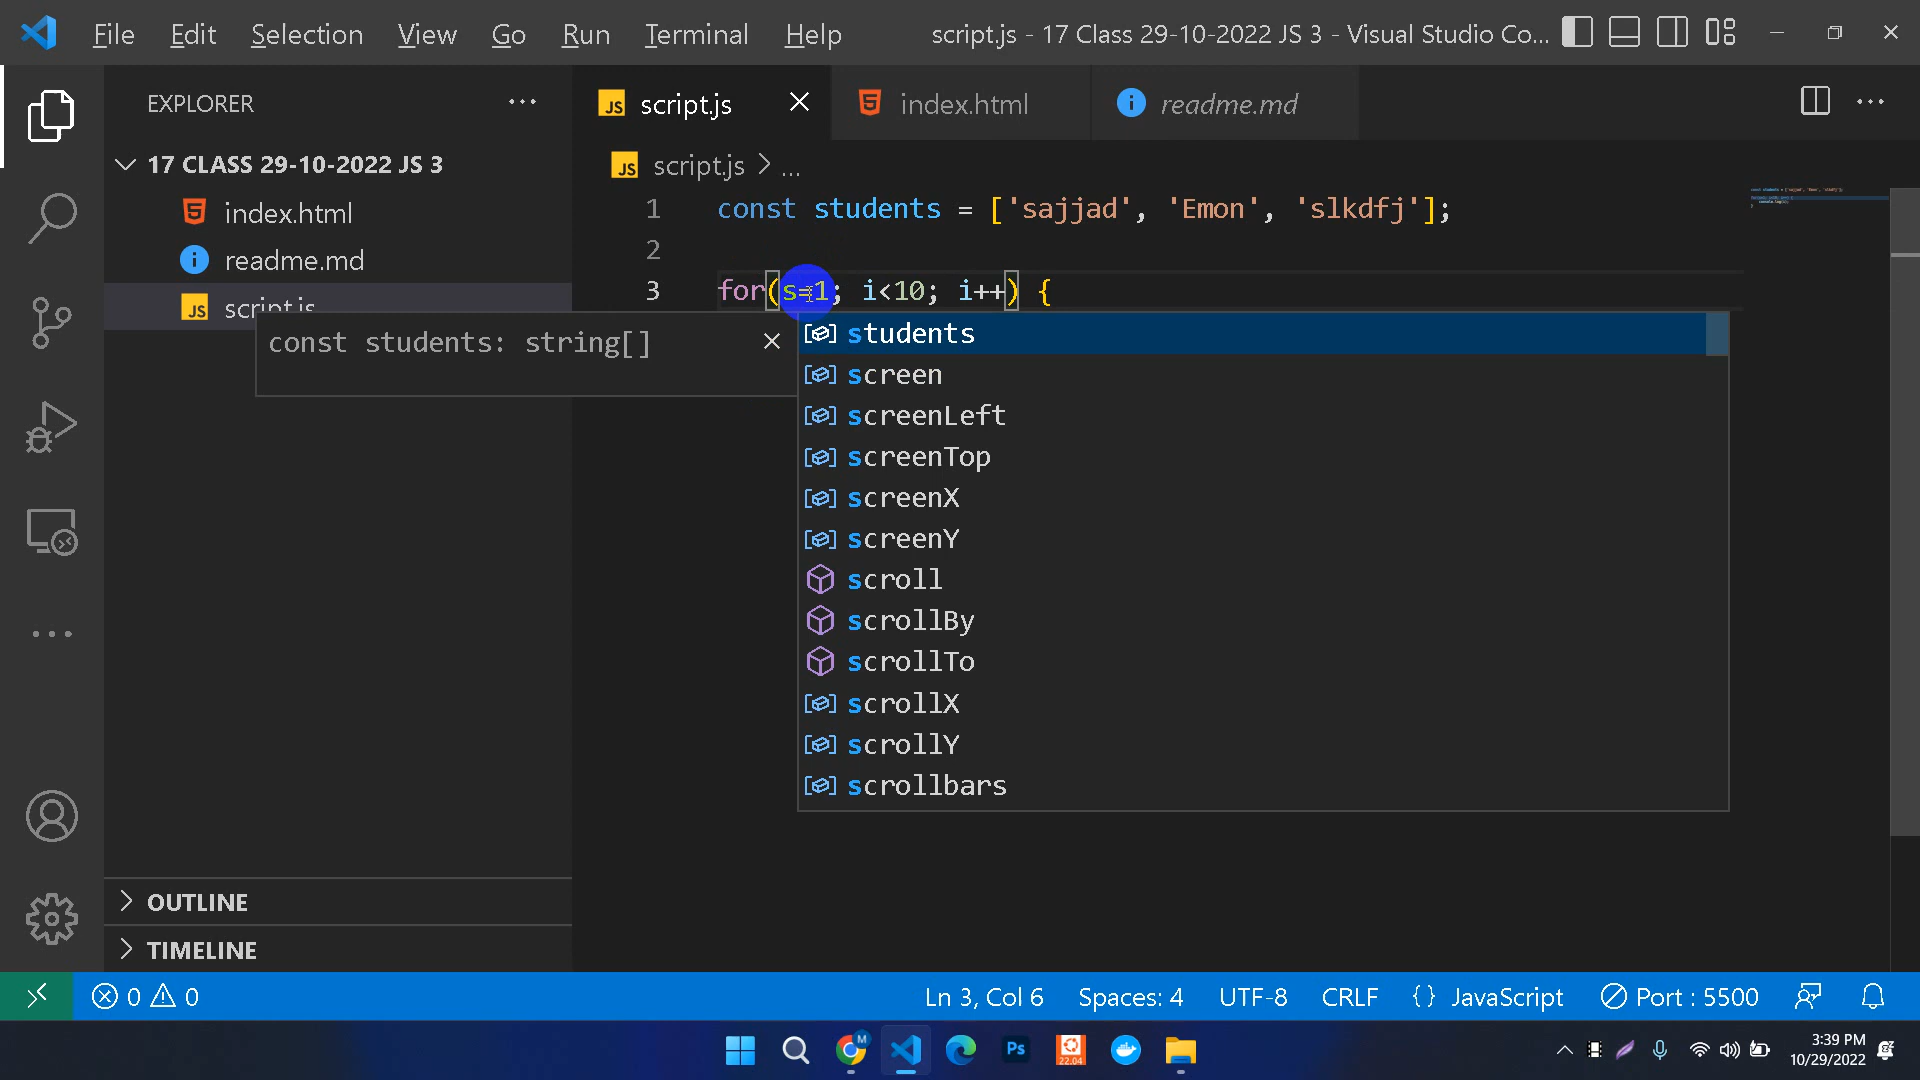 File Edit Selection View Go Run Terminal Help script.js - 17 Class 29-10-2022 JS 3 - Visual Studio Co...
EXPLORER
script.js index.html readme.md
17 CLASS 29-10-2022 JS 3
index.html
readme.md
script.js
script.js > ...
1 const students = ['sajjad', 'Emon', 'slkdfj'];
2
3 for(s=1; i<10; i++) {
const students: string[]
students
screen
screenLeft
screenTop
screenX
screenY
scroll
scrollBy
scrollTo
scrollX
scrollY
scrollbars
OUTLINE
TIMELINE
0 0 Ln 3, Col 6 Spaces: 4 UTF-8 CRLF {} JavaScript Port : 5500
3:39 PM
10/29/2022
M
Ps
22.04